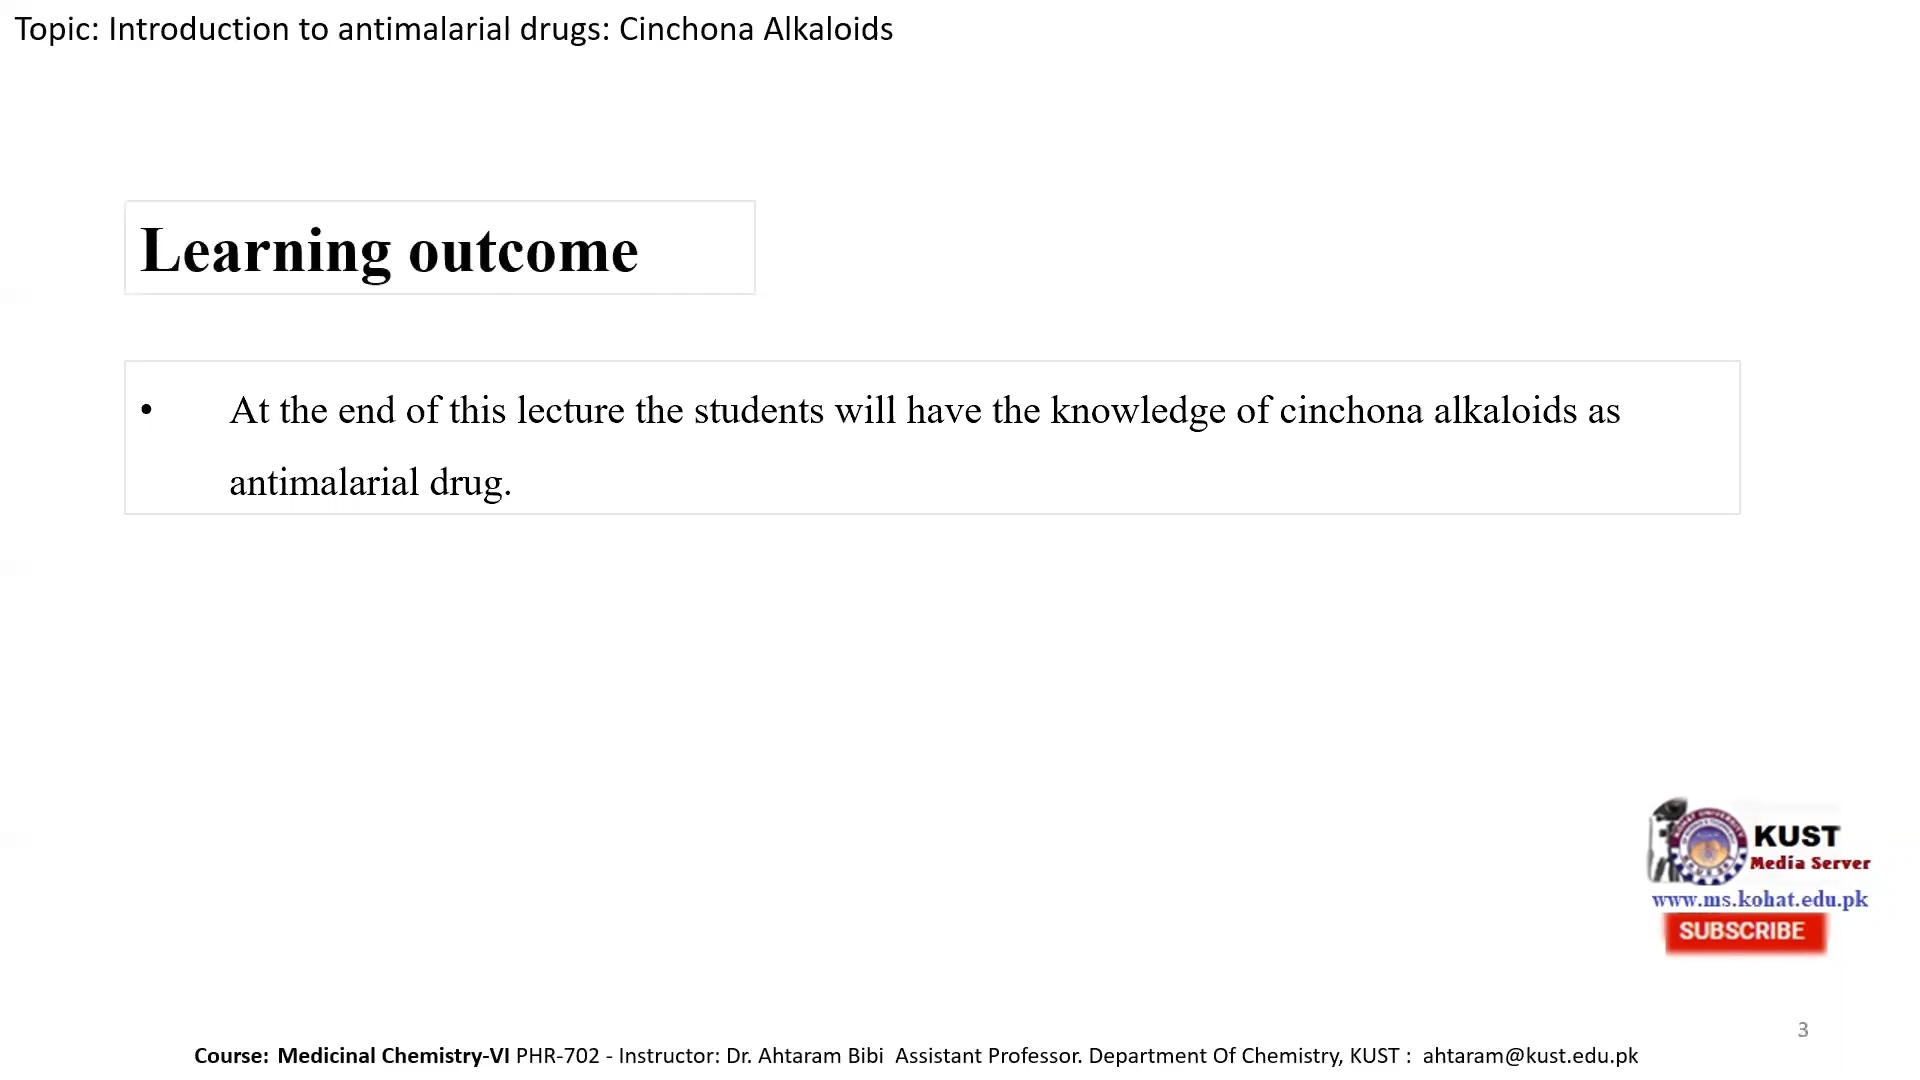 Topic: Introduction to antimalarial drugs: Cinchona Alkaloids
Learning outcome
• At the end of this lecture the students will have the knowledge of cinchona alkaloids as
antimalarial drug.
KUST
Media Server
www.ms.kohat.edu.pk
SUBSCRIBE
3
Course: Medicinal Chemistry-VI PHR-702 - Instructor: Dr. Ahtaram Bibi Assistant Professor. Department Of Chemistry, KUST : ahtaram@kust.edu.pk